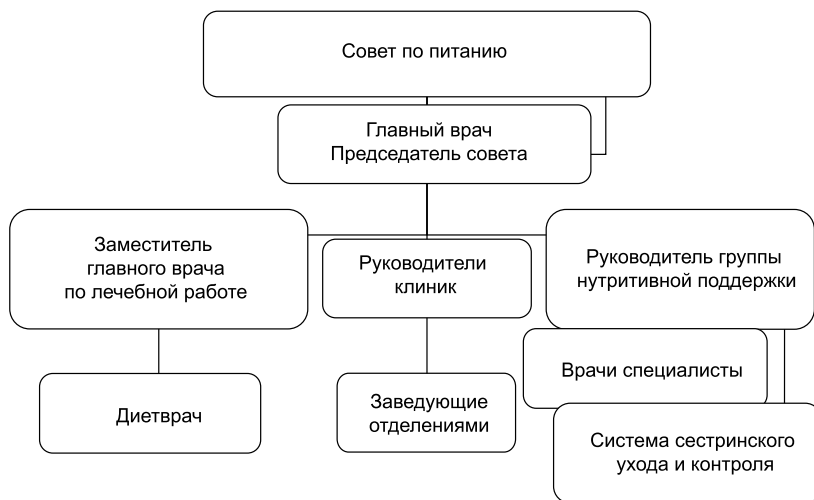 Совет по питанию
Главный врач
Председатель совета
Заместитель
главного врача
по лечебной работе
Руководители
клиник
Руководитель группы
нутритивной поддержки
Диетврач
Заведующие
отделениями
Врачи специалисты
Система сестринского
ухода и контроля